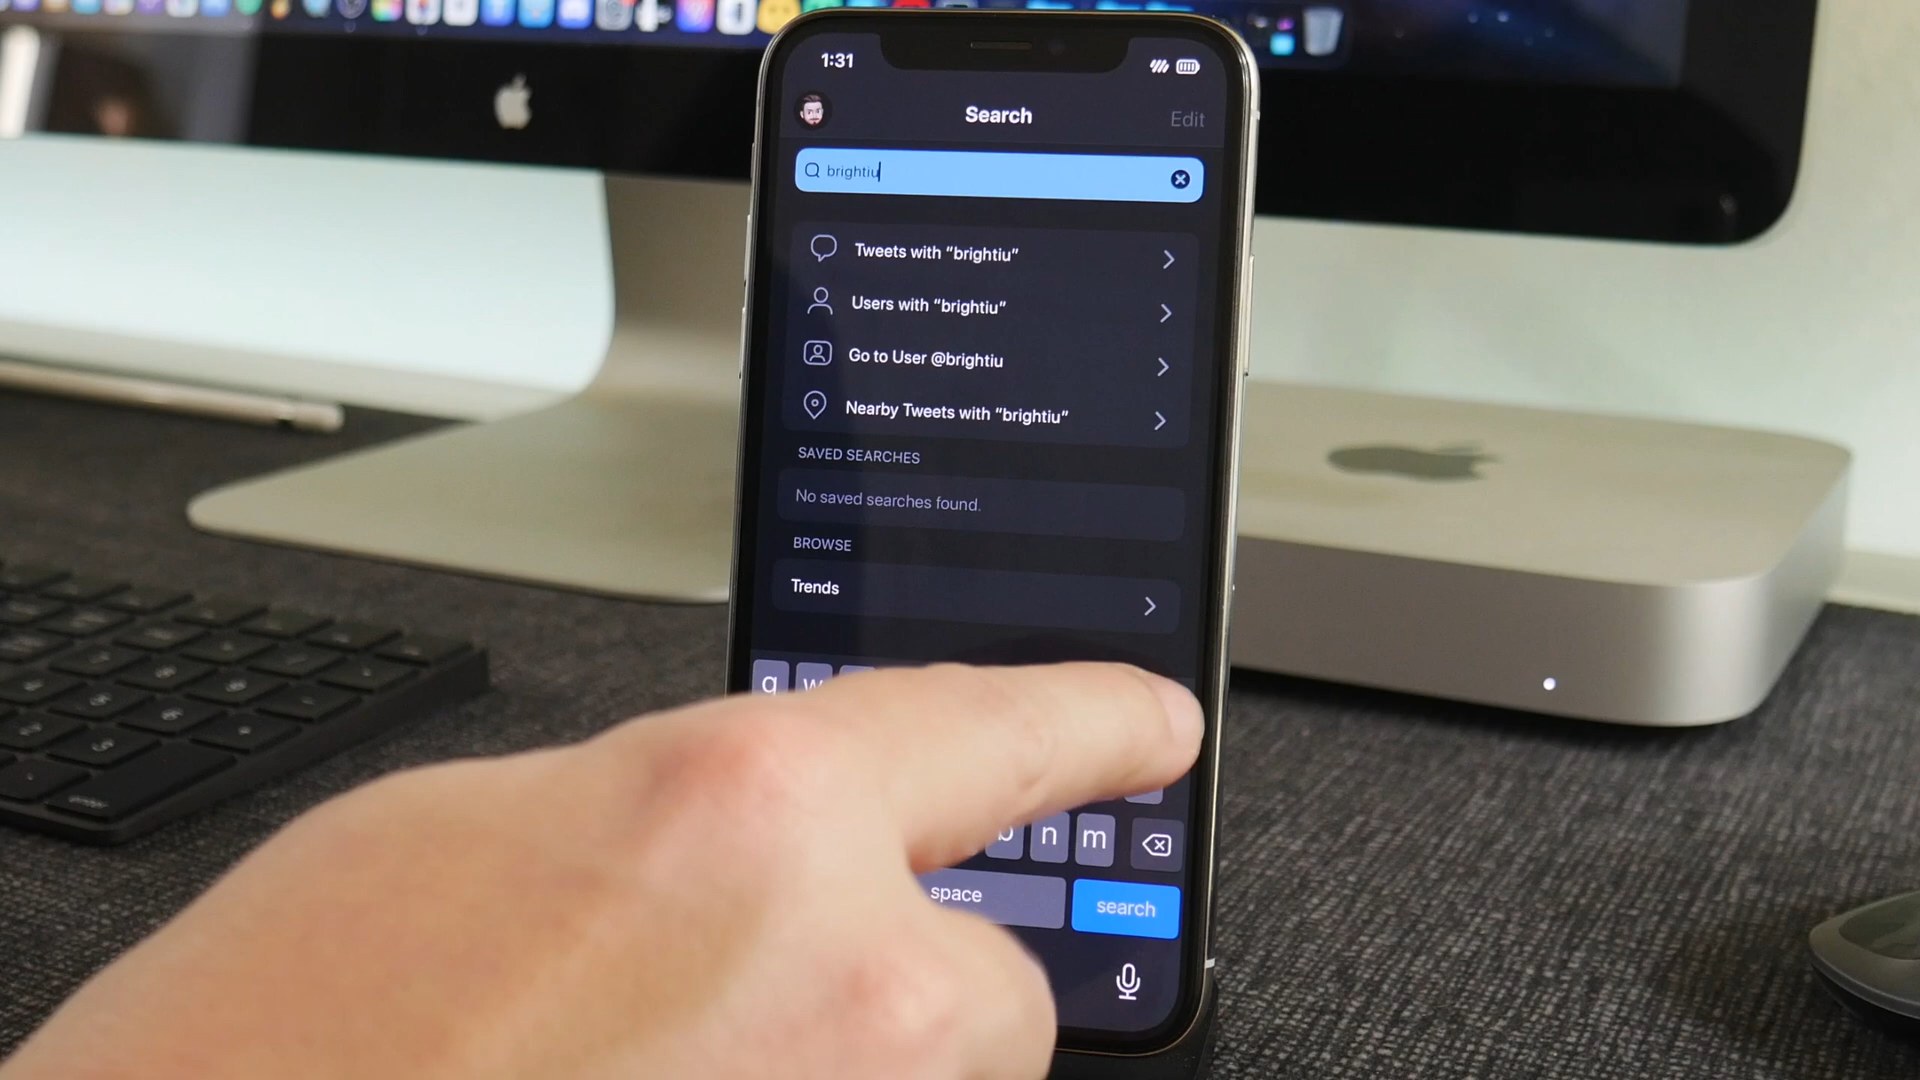 1:31
Search
Edit
brightiu
Tweets with “brightiu”
Users with “brightiu”
Go to User @brightiu
Nearby Tweets with “brightiu”
SAVED SEARCHES
No saved searches found.
BROWSE
Trends
q w
b n m
space
search